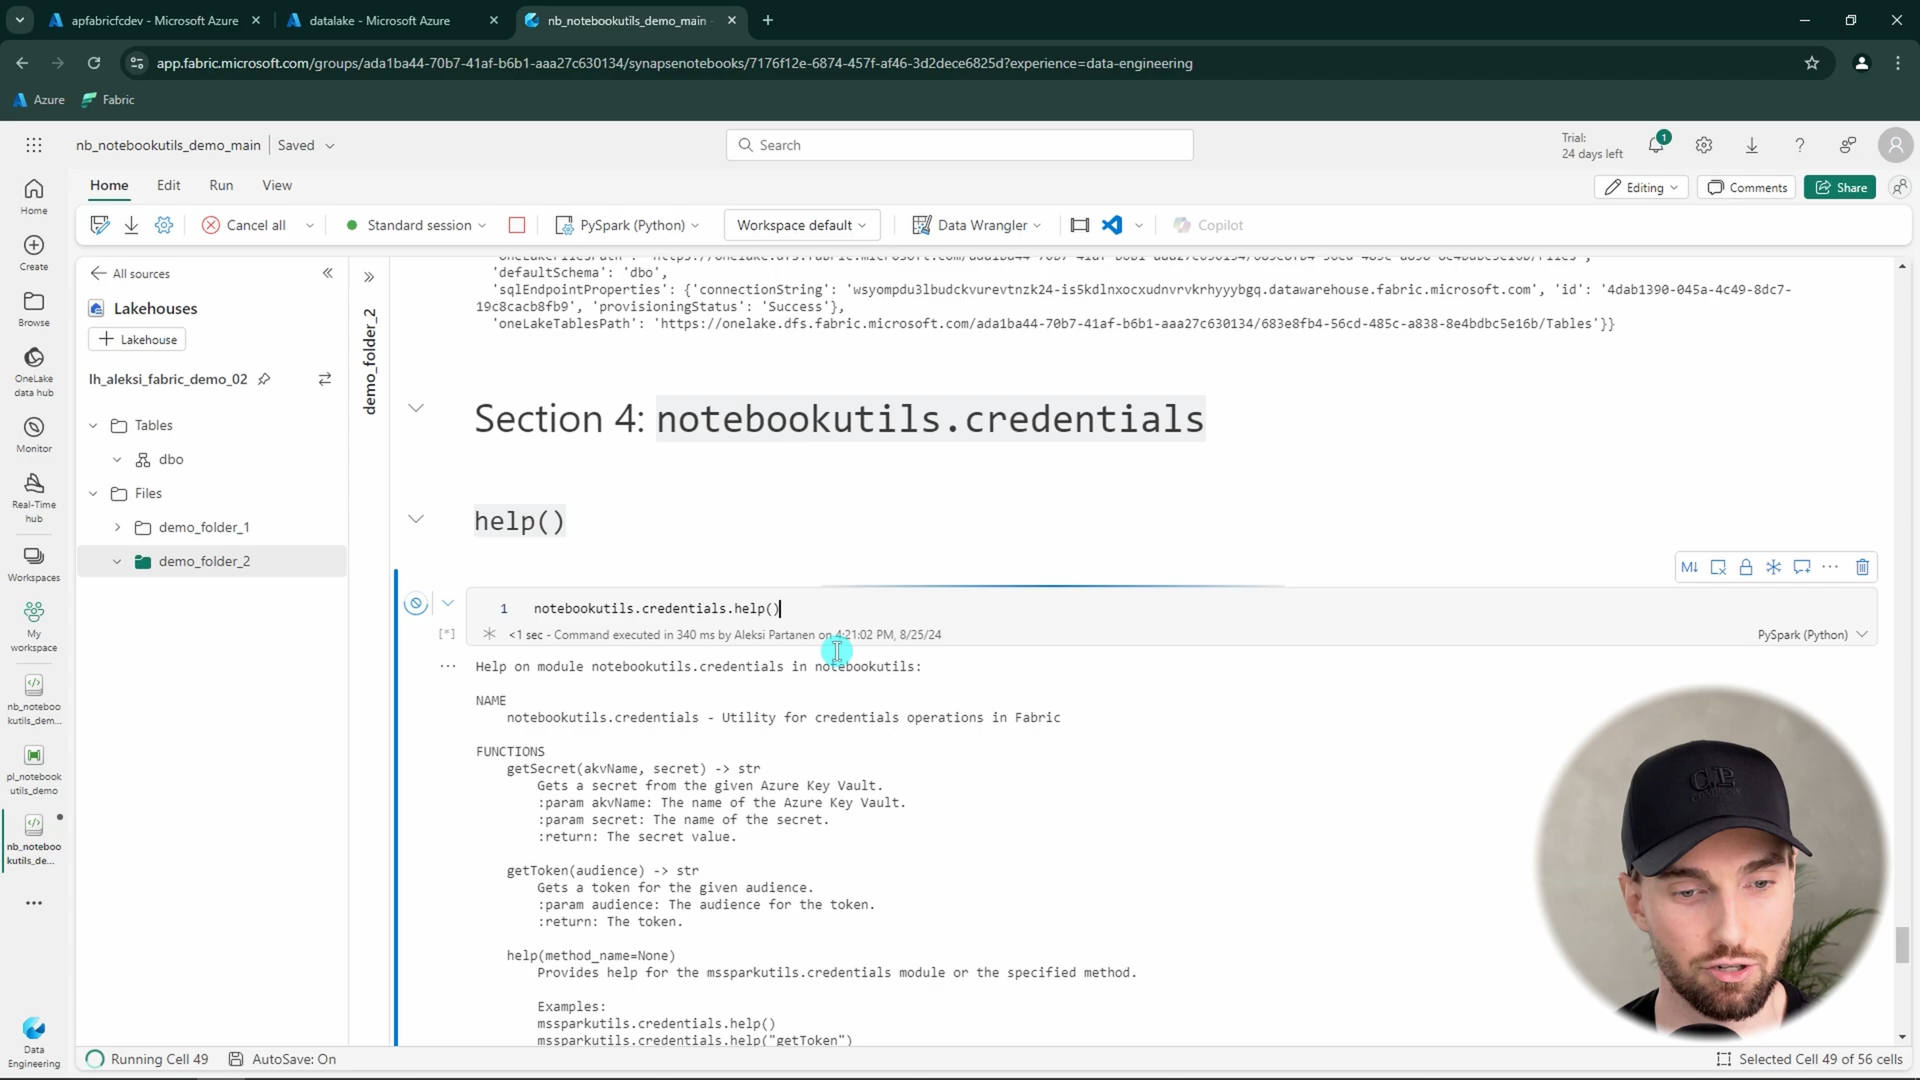 apfabricfcdev - Microsoft Azure
datalake - Microsoft Azure
nb_notebookutils_demo_main
app.fabric.microsoft.com/groups/ada1ba44-70b7-41af-b6b1-aaa27c630134/synapsenotebooks/7176f12e-6874-457f-af46-3d2dece6825d?experience=data-engineering
Azure
Fabric
nb_notebookutils_demo_main
Saved
Search
Trial:
24 days left
1
Home
Edit
Run
View
Editing
Comments
Share
Cancel all
Standard session
PySpark (Python)
Workspace default
Data Wrangler
Copilot
Home
Create
Browse
OneLake
data hub
Monitor
Real-Time
hub
Workspaces
My
workspace
nb_noteboo
kutils_dem...
pl_notebook
utils_demo
nb_noteboo
kutils_de...
Data
Engineering
All sources
Lakehouses
Lakehouse
lh_aleksi_fabric_demo_02
Tables
dbo
Files
demo_folder_1
demo_folder_2
demo_folder_2
'defaultSchema': 'dbo',
'sqlEndpointProperties': {'connectionString': 'wsyompdu3lbudckvurevtnzk24-is5kdlnxocxudnvrvkrhyyybgq.datawarehouse.fabric.microsoft.com', 'id': '4dab1390-045a-4c49-8dc7-
19c8cacb8fb9', 'provisioningStatus': 'Success'},
'oneLakeTablesPath': 'https://onelake.dfs.fabric.microsoft.com/ada1ba44-70b7-41af-b6b1-aaa27c630134/683e8fb4-56cd-485c-a838-8e4bdbc5e16b/Tables'}}
Section 4: notebookutils.credentials
help()
1 notebookutils.credentials.help()
[*]
<1 sec - Command executed in 340 ms by Aleksi Partanen on 4:21:02 PM, 8/25/24
PySpark (Python)
Help on module notebookutils.credentials in notebookutils:
NAME
notebookutils.credentials - Utility for credentials operations in Fabric
FUNCTIONS
getSecret(akvName, secret) -> str
Gets a secret from the given Azure Key Vault.
:param akvName: The name of the Azure Key Vault.
:param secret: The name of the secret.
:return: The secret value.
getToken(audience) -> str
Gets a token for the given audience.
:param audience: The audience for the token.
:return: The token.
help(method_name=None)
Provides help for the mssparkutils.credentials module or the specified method.
Examples:
mssparkutils.credentials.help()
mssparkutils.credentials.help("getToken")
Running Cell 49
AutoSave: On
Selected Cell 49 of 56 cells